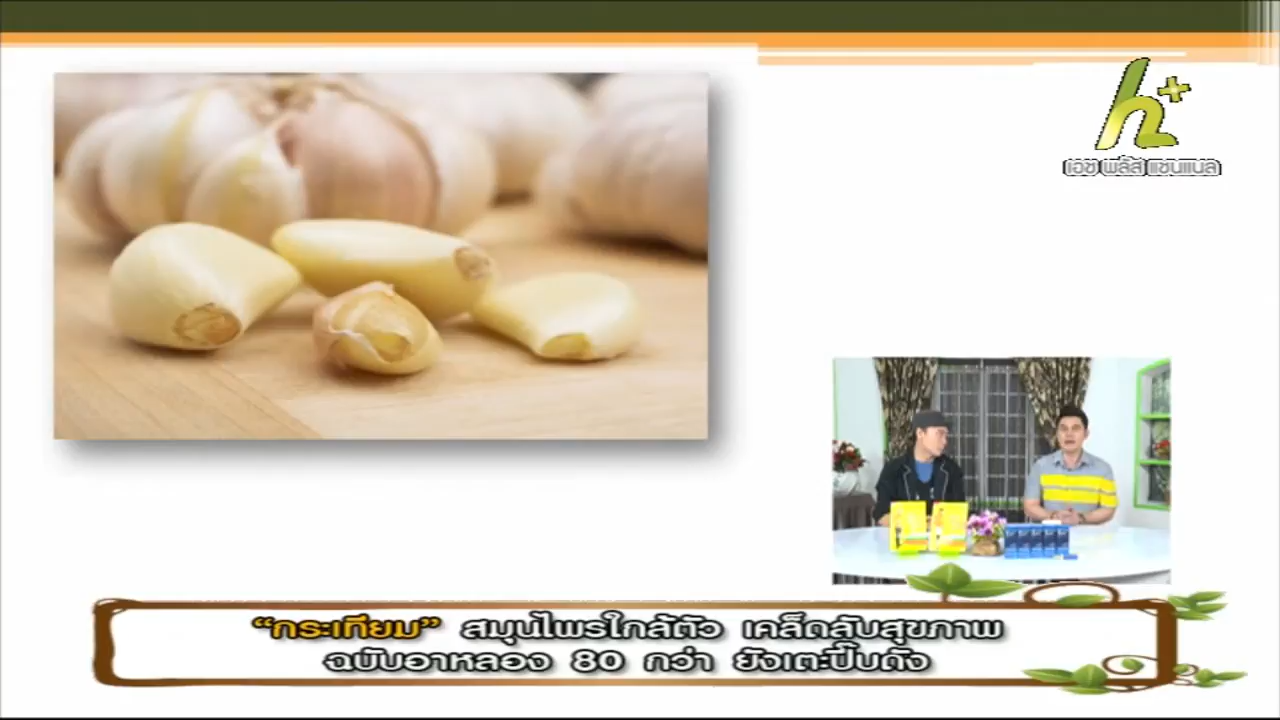 เอช พลัส แชนแนล
“กระเทียม” สมุนไพรใกล้ตัว เคล็ดลับสุขภาพ
ฉบับอาหลอง 80 กว่า ยังเตะปี๊บดัง